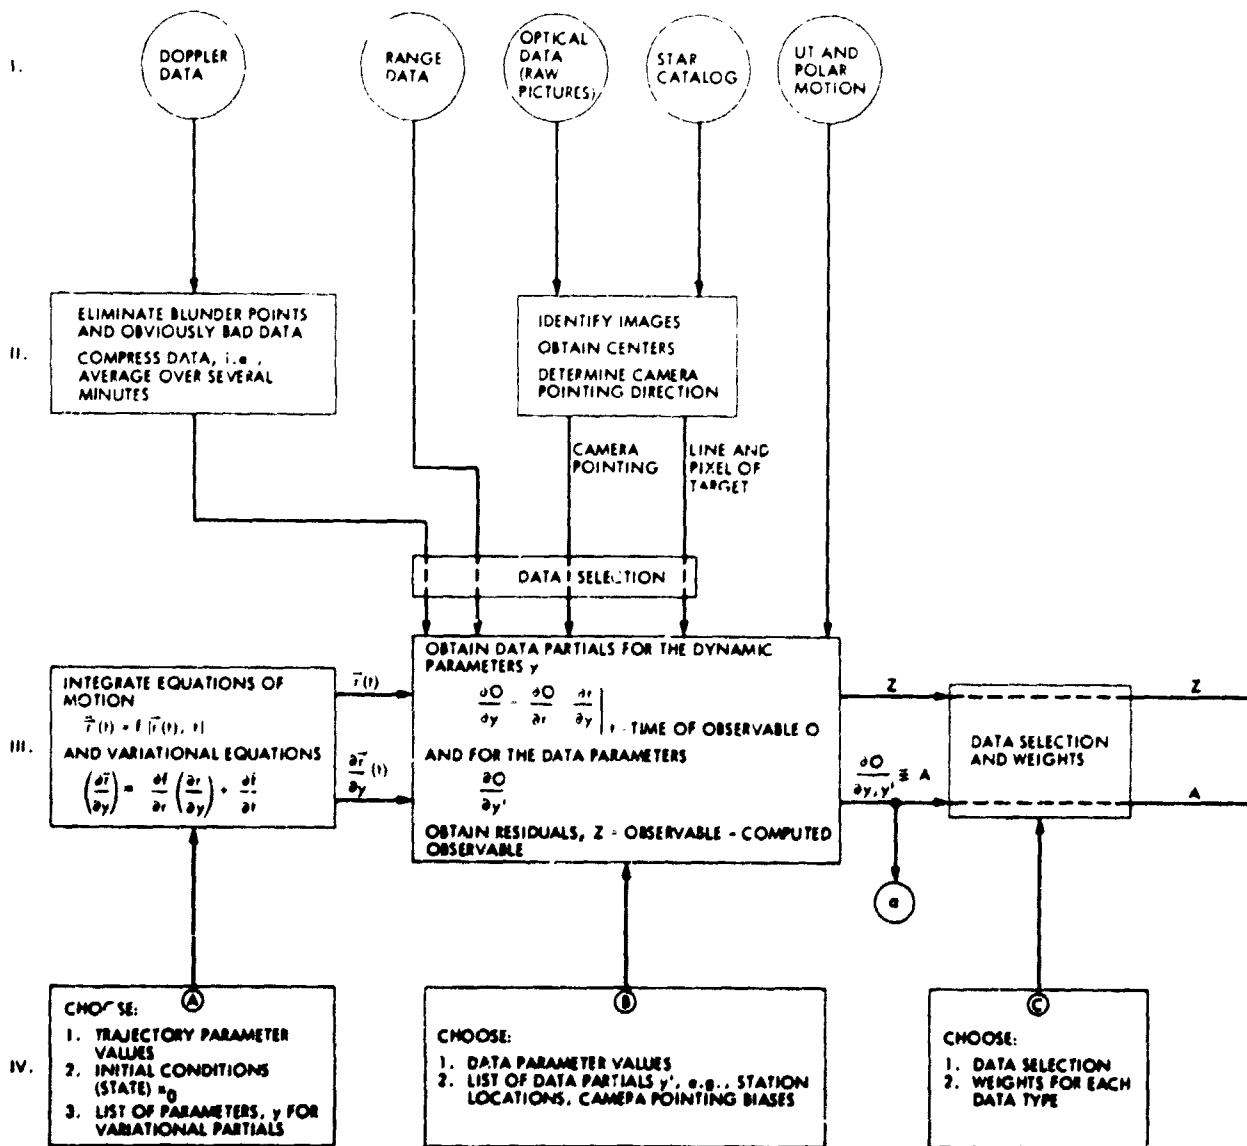 I.
DOPPLER
DATA
RANGE
DATA
OPTICAL
DATA
(RAW
PICTURES)
STAR
CATALOG
UT AND
POLAR
MOTION
II.
ELIMINATE BLUNDER POINTS
AND OBVIOUSLY BAD DATA
COMPRESS DATA, i.e.,
AVERAGE OVER SEVERAL
MINUTES
IDENTIFY IMAGES
OBTAIN CENTERS
DETERMINE CAMERA
POINTING DIRECTION
CAMERA
POINTING
LINE AND
PIXEL OF
TARGET
DATA SELECTION
III.
INTEGRATE EQUATIONS OF
MOTION
r̈(t) = f [r(t), t]
AND VARIATIONAL EQUATIONS
(∂r̈/∂y) = ∂f/∂r (∂r/∂y) + ∂f/∂t
r(t)
∂r/∂y (t)
OBTAIN DATA PARTIALS FOR THE DYNAMIC
PARAMETERS y
∂O/∂y = ∂O/∂r ∂r/∂y | t = TIME OF OBSERVABLE O
AND FOR THE DATA PARAMETERS
∂O/∂y'
OBTAIN RESIDUALS, Z = OBSERVABLE - COMPUTED
OBSERVABLE
Z
∂O/∂y, y' ≡ A
a
DATA SELECTION
AND WEIGHTS
Z
A
IV.
A
CHOOSE:
1. TRAJECTORY PARAMETER
VALUES
2. INITIAL CONDITIONS
(STATE) x0
3. LIST OF PARAMETERS, y FOR
VARIATIONAL PARTIALS
B
CHOOSE:
1. DATA PARAMETER VALUES
2. LIST OF DATA PARTIALS y', e.g., STATION
LOCATIONS, CAMERA POINTING BIASES
C
CHOOSE:
1. DATA SELECTION
2. WEIGHTS FOR EACH
DATA TYPE